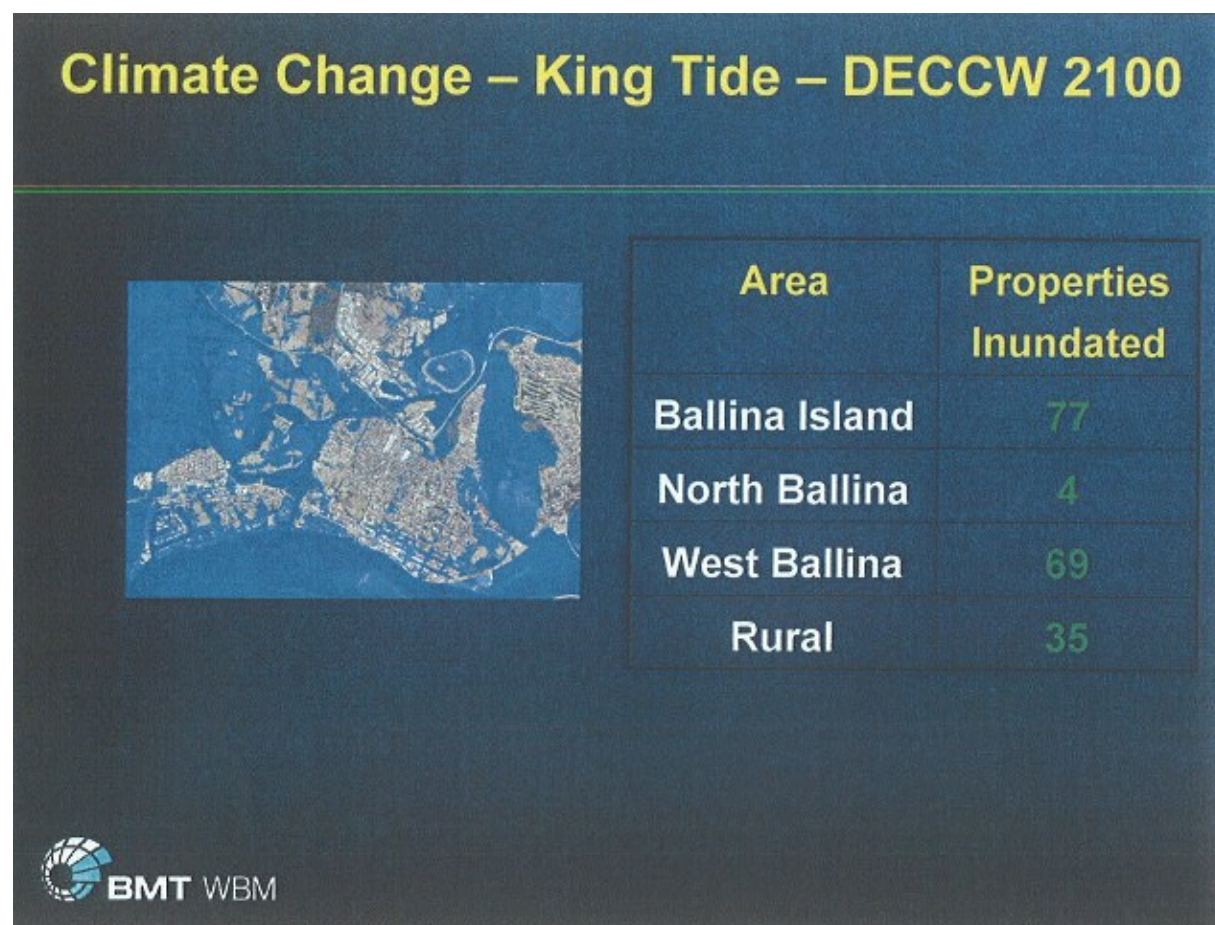 Climate Change – King Tide – DECCW 2100
Area
Properties
Inundated
Ballina Island
77
North Ballina
4
West Ballina
69
Rural
35
BMT WBM